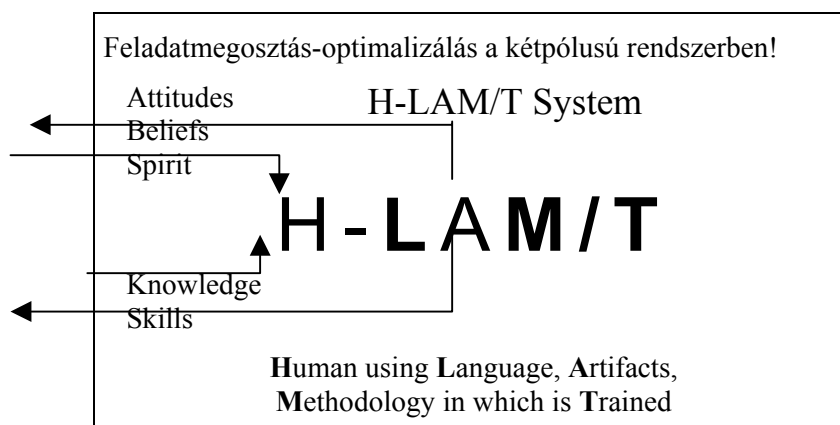 Feladatmegosztás-optimalizálás a kétpólusú rendszerben!
Attitudes
Beliefs
Spirit
H-LAM/T System
H-LAM/T
Knowledge
Skills
Human using Language, Artifacts,
Methodology in which is Trained